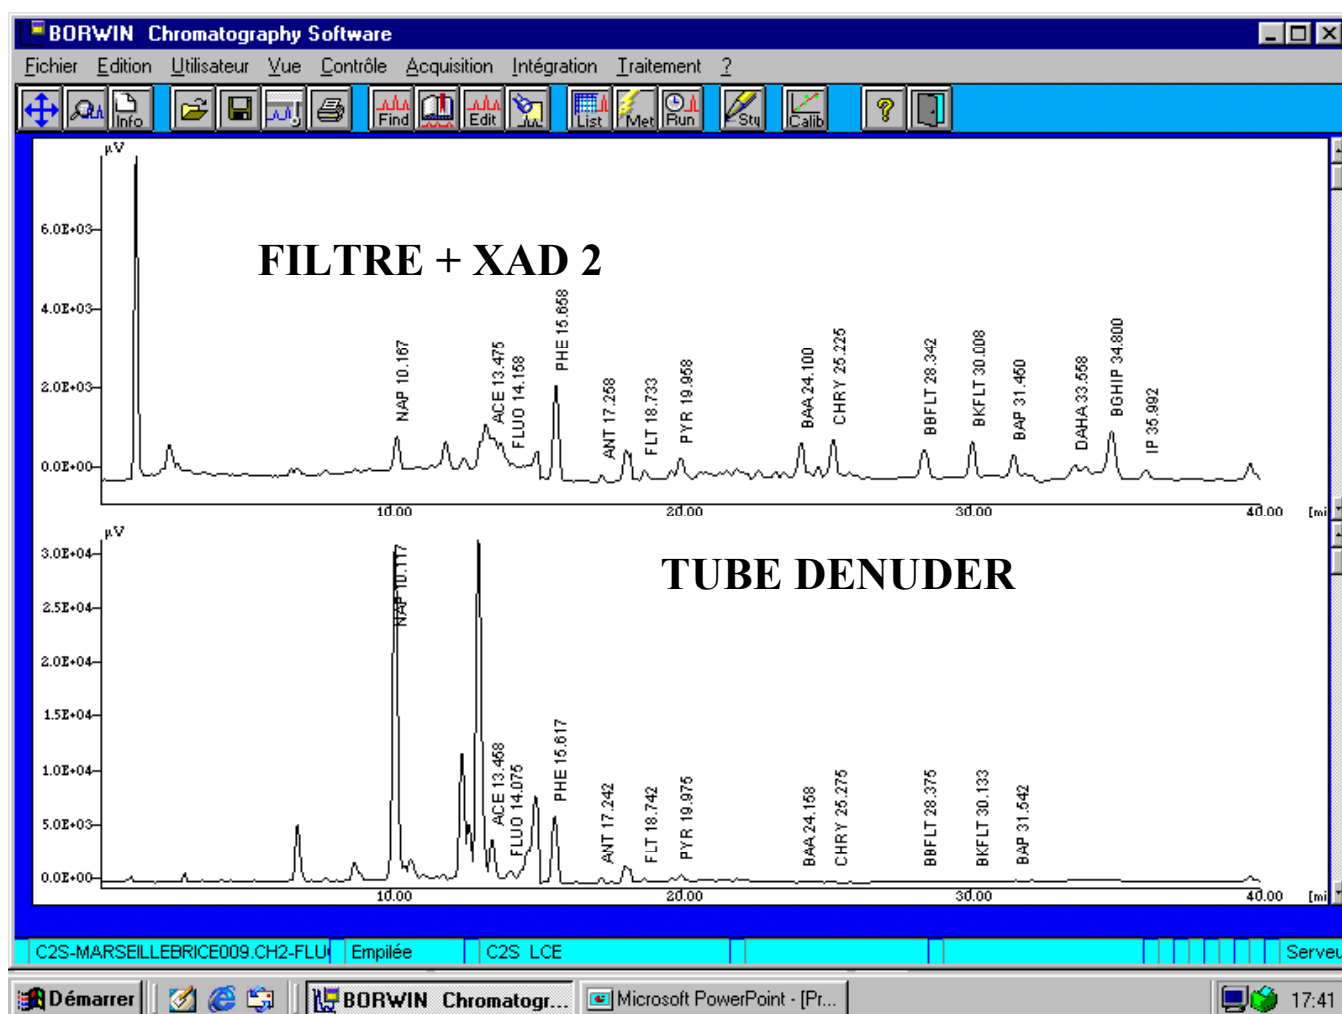 BORWIN Chromatography Software
Fichier Edition Utilisateur Vue Contrôle Acquisition Intégration Traitement ?
Info Find Edit List Met Run Sty Calib
µV
6.0E+03
4.0E+03
2.0E+03
0.0E+00
FILTRE + XAD 2
NAP 10.167
ACE 13.475
FLUO 14.158
PHE 15.658
ANT 17.258
FLT 18.733
PYR 19.958
BAA 24.100
CHRY 25.225
BBFLT 28.342
BKFLT 30.008
BAP 31.450
DAHA 33.558
BGHIP 34.800
IP 35.992
10.00 20.00 30.00 40.00 [mi
µV
3.0E+04
2.5E+04
2.0E+04
1.5E+04
1.0E+04
5.0E+03
0.0E+00
TUBE DENUDER
NAP 10.117
ACE 13.458
FLUO 14.075
PHE 15.617
ANT 17.242
FLT 18.742
PYR 19.975
BAA 24.158
CHRY 25.275
BBFLT 28.375
BKFLT 30.133
BAP 31.542
10.00 20.00 30.00 40.00 [mi
C2S-MARSEILLEBRICE009.CH2-FLU Empilée C2S LCE Serveu
Démarrer BORWIN Chromatogr... Microsoft PowerPoint - [Pr... 17:41